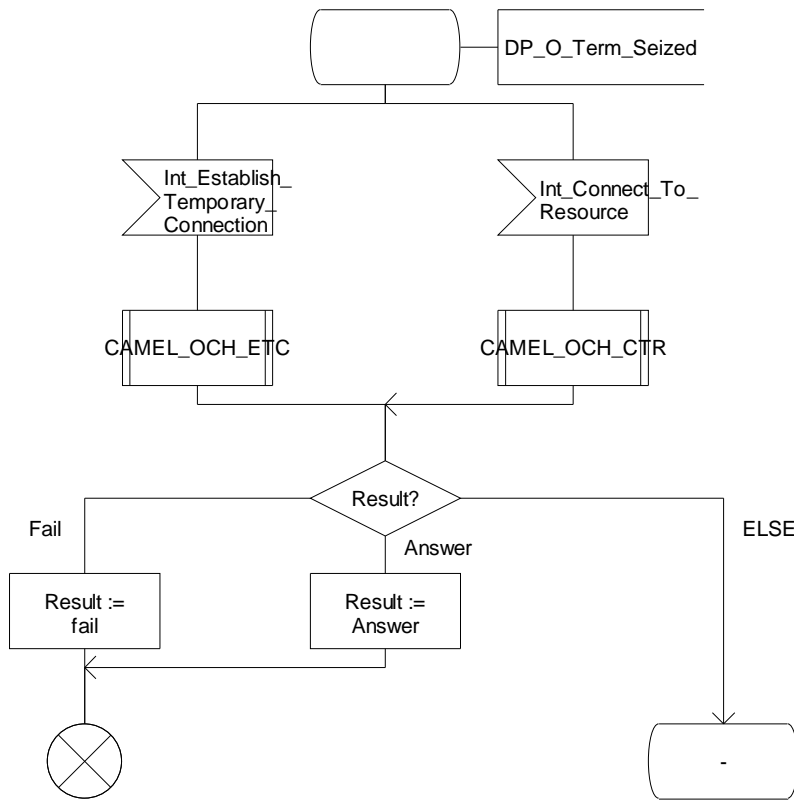 DP_O_Term_Seized
Int_Establish_
Temporary_
Connection
Int_Connect_To_
Resource
CAMEL_OCH_ETC
CAMEL_OCH_CTR
Result?
Fail
Answer
ELSE
Result :=
fail
Result :=
Answer
-